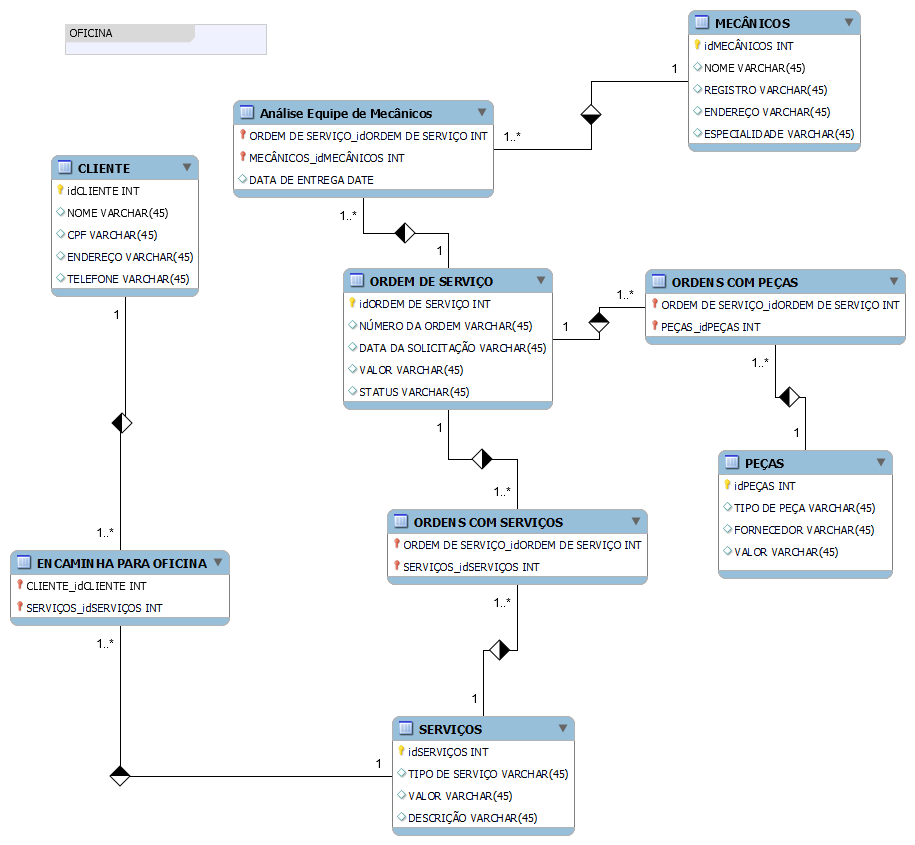 OFICINA
MECÂNICOS
idMECÂNICOS INT
NOME VARCHAR(45)
REGISTRO VARCHAR(45)
ENDEREÇO VARCHAR(45)
ESPECIALIDADE VARCHAR(45)
1
1..*
Análise Equipe de Mecânicos
ORDEM DE SERVIÇO_idORDEM DE SERVIÇO INT
MECÂNICOS_idMECÂNICOS INT
DATA DE ENTREGA DATE
1..*
1
CLIENTE
idCLIENTE INT
NOME VARCHAR(45)
CPF VARCHAR(45)
ENDEREÇO VARCHAR(45)
TELEFONE VARCHAR(45)
1
1..*
ORDEM DE SERVIÇO
idORDEM DE SERVIÇO INT
NÚMERO DA ORDEM VARCHAR(45)
DATA DA SOLICITAÇÃO VARCHAR(45)
VALOR VARCHAR(45)
STATUS VARCHAR(45)
1
1..*
ORDENS COM PEÇAS
ORDEM DE SERVIÇO_idORDEM DE SERVIÇO INT
PEÇAS_idPEÇAS INT
1..*
1
PEÇAS
idPEÇAS INT
TIPO DE PEÇA VARCHAR(45)
FORNECEDOR VARCHAR(45)
VALOR VARCHAR(45)
1
1..*
ORDENS COM SERVIÇOS
ORDEM DE SERVIÇO_idORDEM DE SERVIÇO INT
SERVIÇOS_idSERVIÇOS INT
1..*
1
ENCAMINHA PARA OFICINA
CLIENTE_idCLIENTE INT
SERVIÇOS_idSERVIÇOS INT
1..*
1
SERVIÇOS
idSERVIÇOS INT
TIPO DE SERVIÇO VARCHAR(45)
VALOR VARCHAR(45)
DESCRIÇÃO VARCHAR(45)